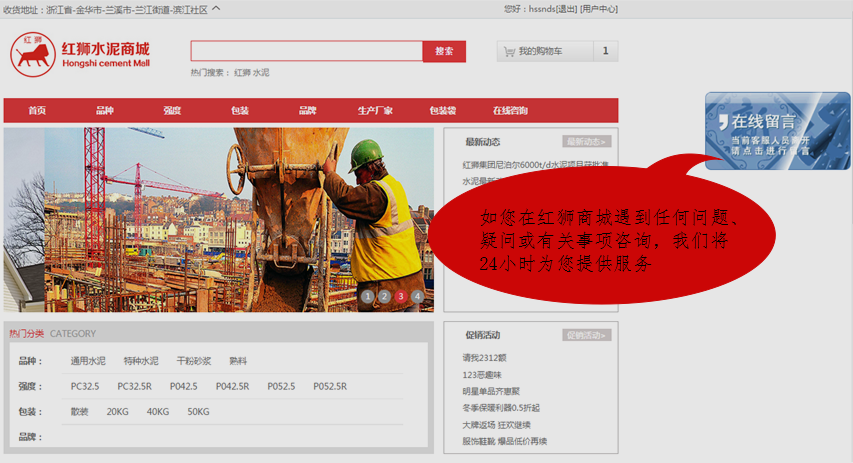 收货地址：浙江省-金华市-兰溪市-兰江街道-滨江社区
您好：hssnds[退出] [用户中心]
红狮
红狮水泥商城
Hongshi cement Mall
搜索
我的购物车 1
热门搜索： 红狮 水泥
首页 品种 强度 包装 品牌 生产厂家 包装袋 在线咨询
在线留言
当前客服人员离开
请点击进行留言
最新动态 最新动态>
红狮集团尼泊尔6000t/d水泥项目获批准
水泥最新
如您在红狮商城遇到任何问题、
疑问或有关事项咨询，我们将
24小时为您提供服务
1 2 3 4
热门分类 CATEGORY
品种： 通用水泥 特种水泥 干粉砂浆 熟料
强度： PC32.5 PC32.5R P042.5 P042.5R P052.5 P052.5R
包装： 散装 20KG 40KG 50KG
品牌：
促销活动 促销活动>
请我2312额
123恶趣味
明星单品齐惠聚
冬季保暖利器0.5折起
大牌返场 狂欢继续
服饰鞋靴 爆品低价再续